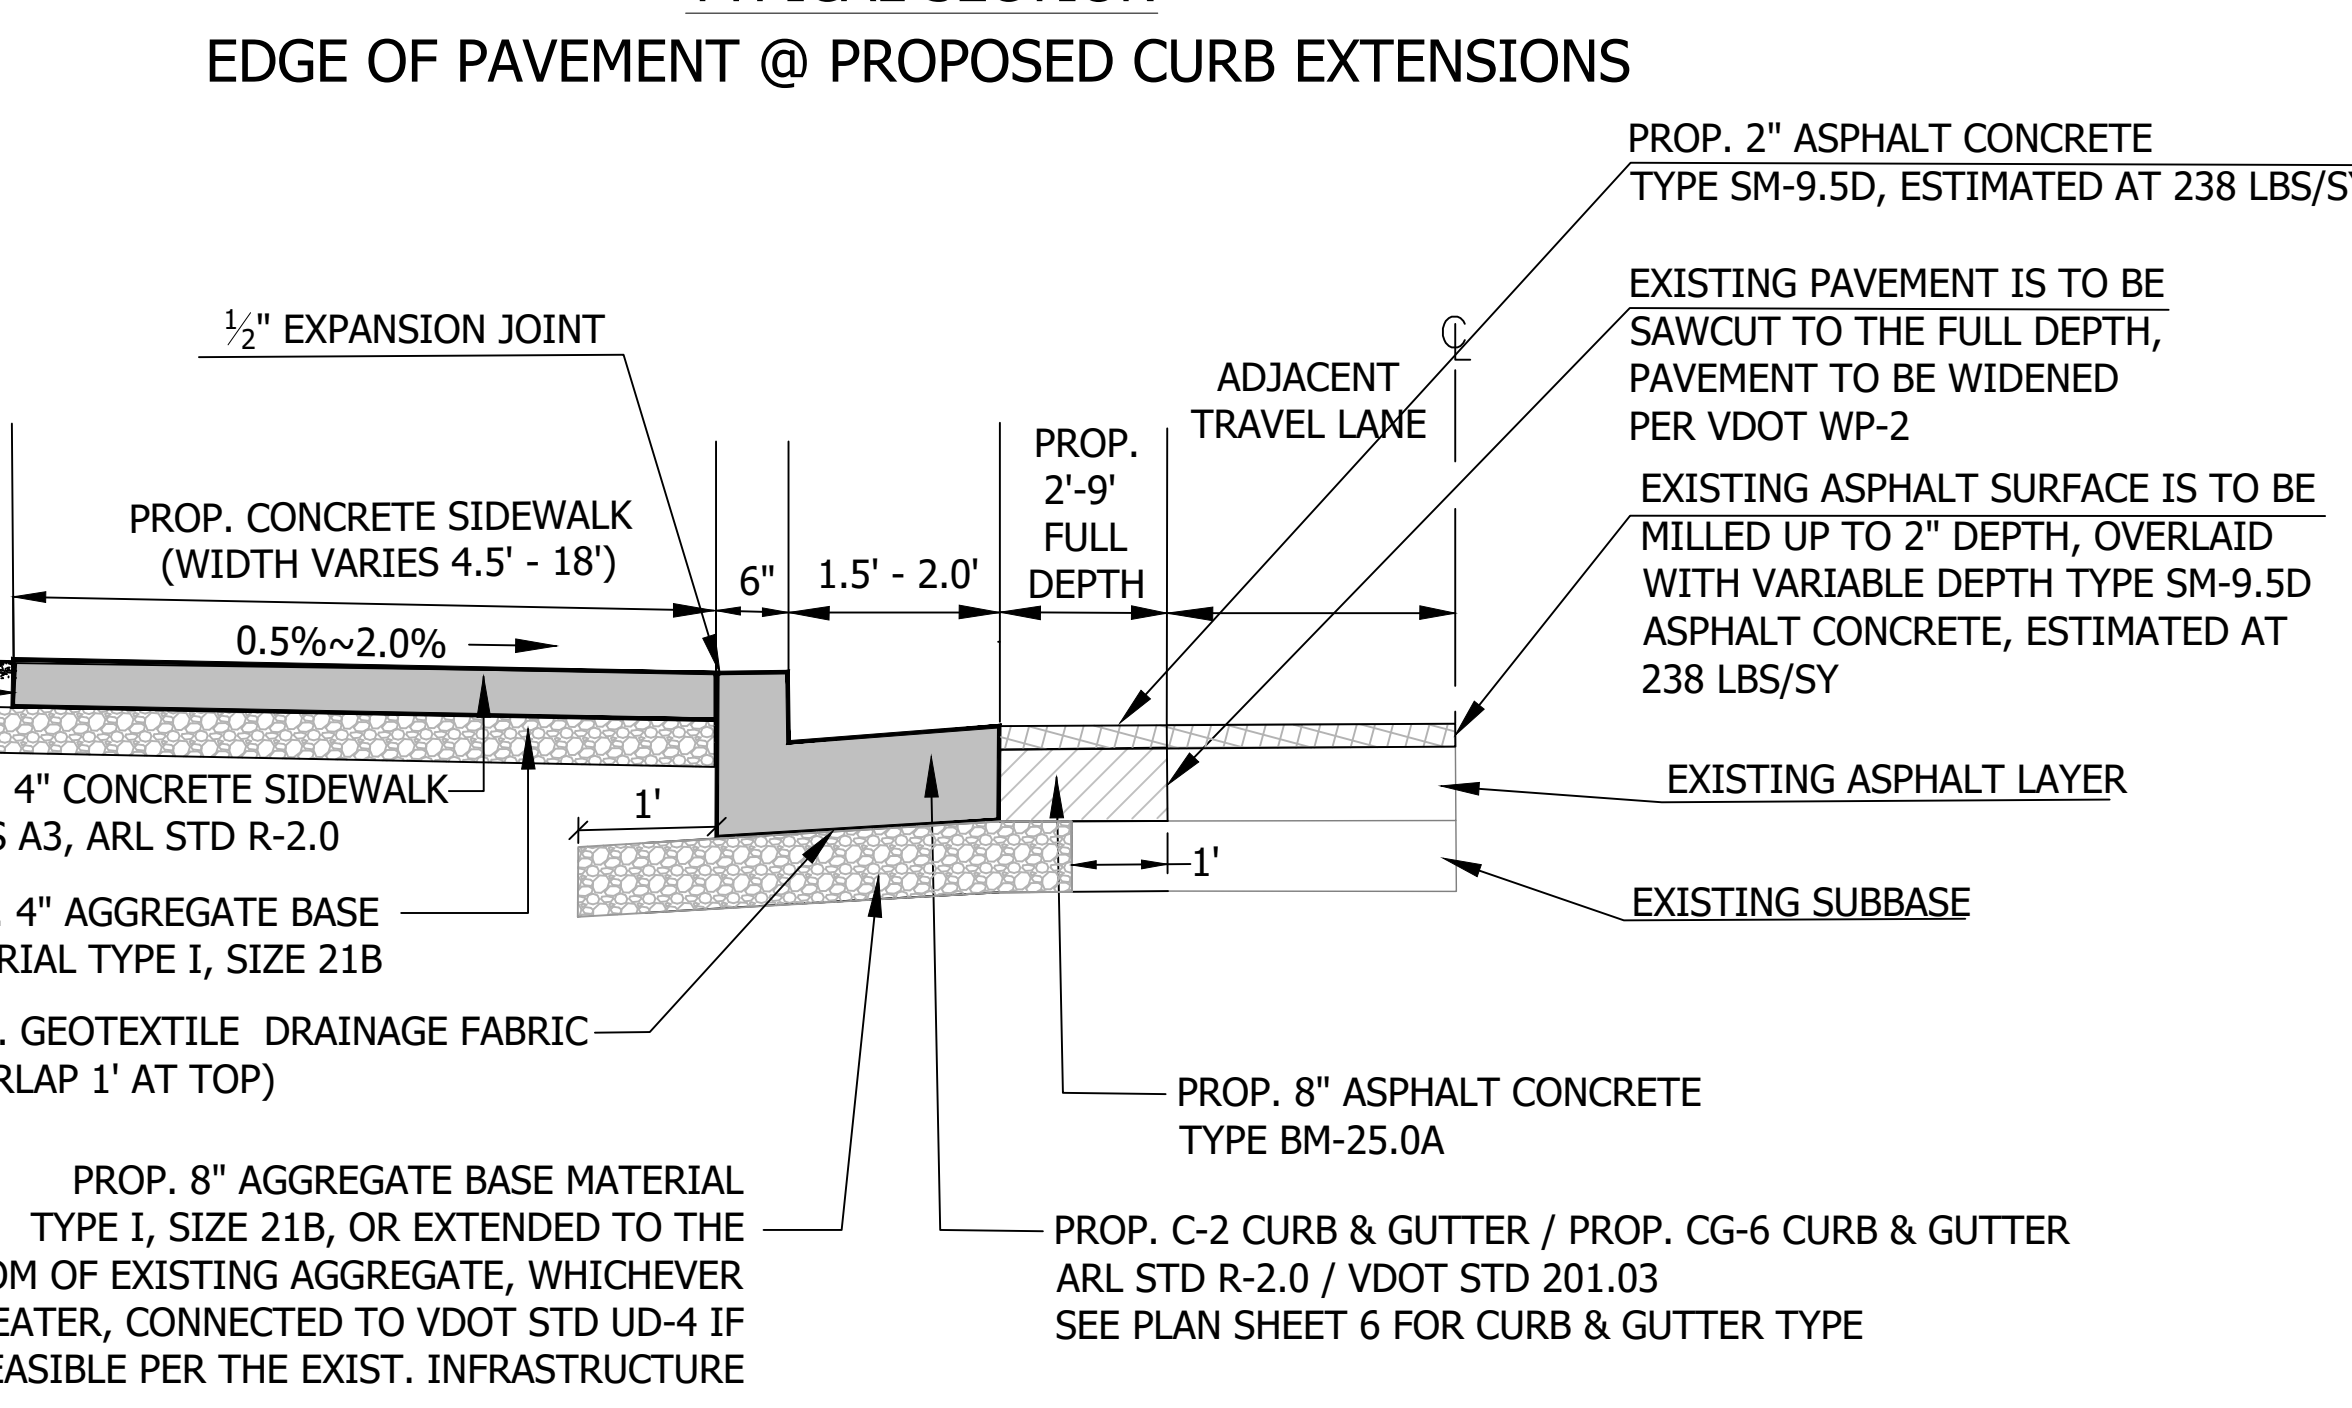 EDGE OF PAVEMENT @ PROPOSED CURB EXTENSIONS
PROP. 2" ASPHALT CONCRETE
TYPE SM-9.5D, ESTIMATED AT 238 LBS/SY
EXISTING PAVEMENT IS TO BE
SAWCUT TO THE FULL DEPTH,
PAVEMENT TO BE WIDENED
PER VDOT WP-2
½" EXPANSION JOINT
ADJACENT
TRAVEL LANE
PROP.
2'-9'
FULL
DEPTH
EXISTING ASPHALT SURFACE IS TO BE
MILLED UP TO 2" DEPTH, OVERLAID
WITH VARIABLE DEPTH TYPE SM-9.5D
ASPHALT CONCRETE, ESTIMATED AT
238 LBS/SY
PROP. CONCRETE SIDEWALK
(WIDTH VARIES 4.5' - 18')
6"
1.5' - 2.0'
0.5%~2.0%
EXISTING ASPHALT LAYER
4" CONCRETE SIDEWALK
A3, ARL STD R-2.0
1'
1'
EXISTING SUBBASE
4" AGGREGATE BASE
TYPE I, SIZE 21B
GEOTEXTILE DRAINAGE FABRIC
1' AT TOP)
PROP. 8" ASPHALT CONCRETE
TYPE BM-25.0A
PROP. 8" AGGREGATE BASE MATERIAL
TYPE I, SIZE 21B, OR EXTENDED TO THE
OF EXISTING AGGREGATE, WHICHEVER
CONNECTED TO VDOT STD UD-4 IF
PER THE EXIST. INFRASTRUCTURE
PROP. C-2 CURB & GUTTER / PROP. CG-6 CURB & GUTTER
ARL STD R-2.0 / VDOT STD 201.03
SEE PLAN SHEET 6 FOR CURB & GUTTER TYPE